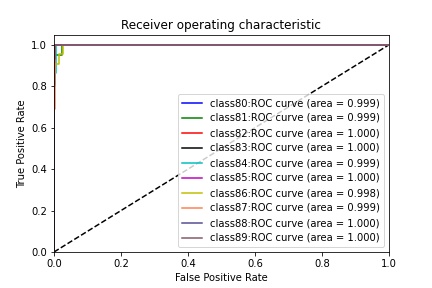 Receiver operating characteristic
True Positive Rate
1.0
0.8
0.6
0.4
0.2
0.0
class80:ROC curve (area = 0.999)
class81:ROC curve (area = 0.999)
class82:ROC curve (area = 1.000)
class83:ROC curve (area = 1.000)
class84:ROC curve (area = 0.999)
class85:ROC curve (area = 1.000)
class86:ROC curve (area = 0.998)
class87:ROC curve (area = 0.999)
class88:ROC curve (area = 1.000)
class89:ROC curve (area = 1.000)
0.0 0.2 0.4 0.6 0.8 1.0
False Positive Rate